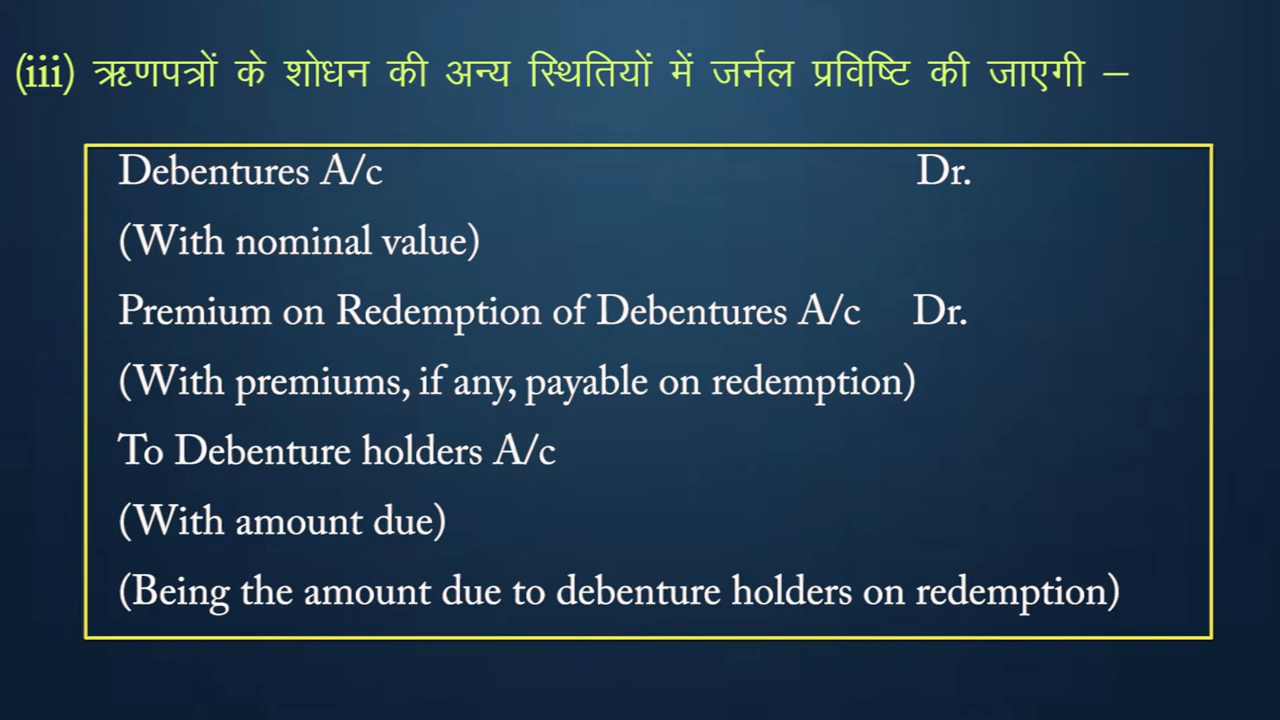 (iii) ऋणपत्रों के शोधन की अन्य स्थितियों में जर्नल प्रविष्टि की जाएगी –
Debentures A/c Dr.
(With nominal value)
Premium on Redemption of Debentures A/c Dr.
(With premiums, if any, payable on redemption)
To Debenture holders A/c
(With amount due)
(Being the amount due to debenture holders on redemption)